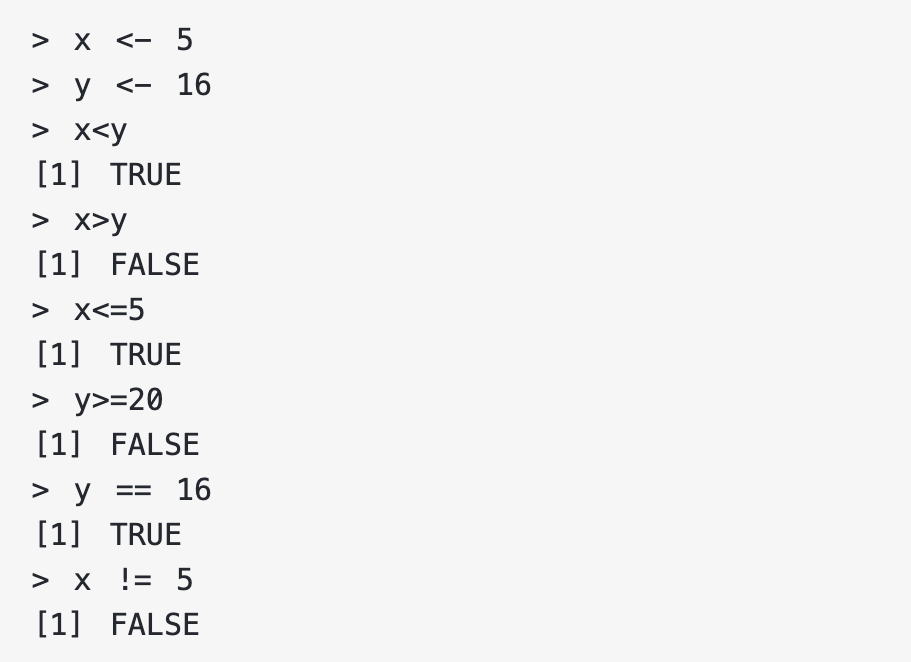 > x <- 5
> y <- 16
> x<y
[1] TRUE
> x>y
[1] FALSE
> x<=5
[1] TRUE
> y>=20
[1] FALSE
> y == 16
[1] TRUE
> x != 5
[1] FALSE